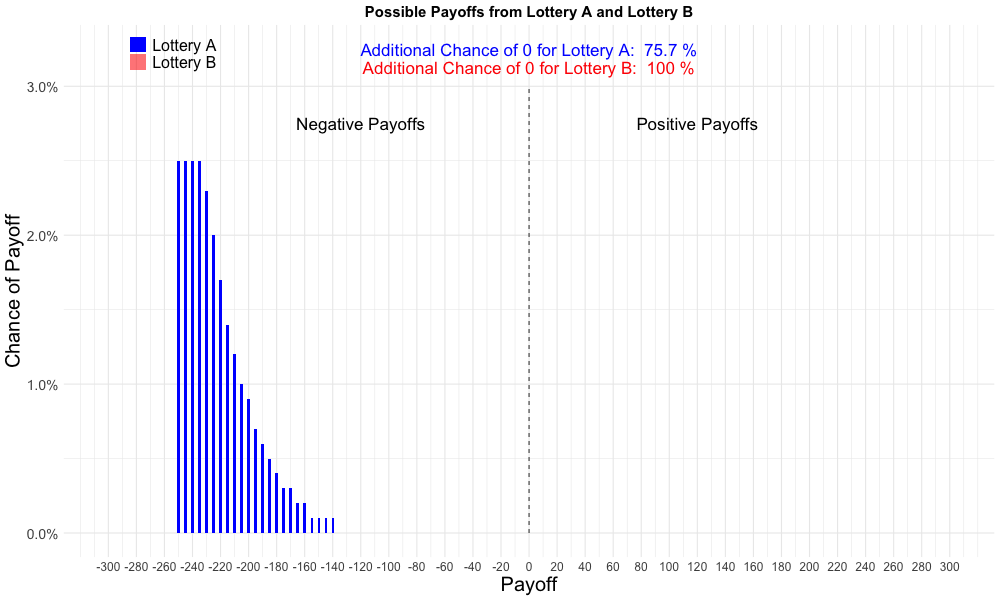 Possible Payoffs from Lottery A and Lottery B
Lottery A
Lottery B
Additional Chance of 0 for Lottery A:  75.7 %
Additional Chance of 0 for Lottery B:  100 %
Negative Payoffs
Positive Payoffs
Chance of Payoff
3.0%
2.0%
1.0%
0.0%
-300 -280 -260 -240 -220 -200 -180 -160 -140 -120 -100 -80 -60 -40 -20 0 20 40 60 80 100 120 140 160 180 200 220 240 260 280 300
Payoff